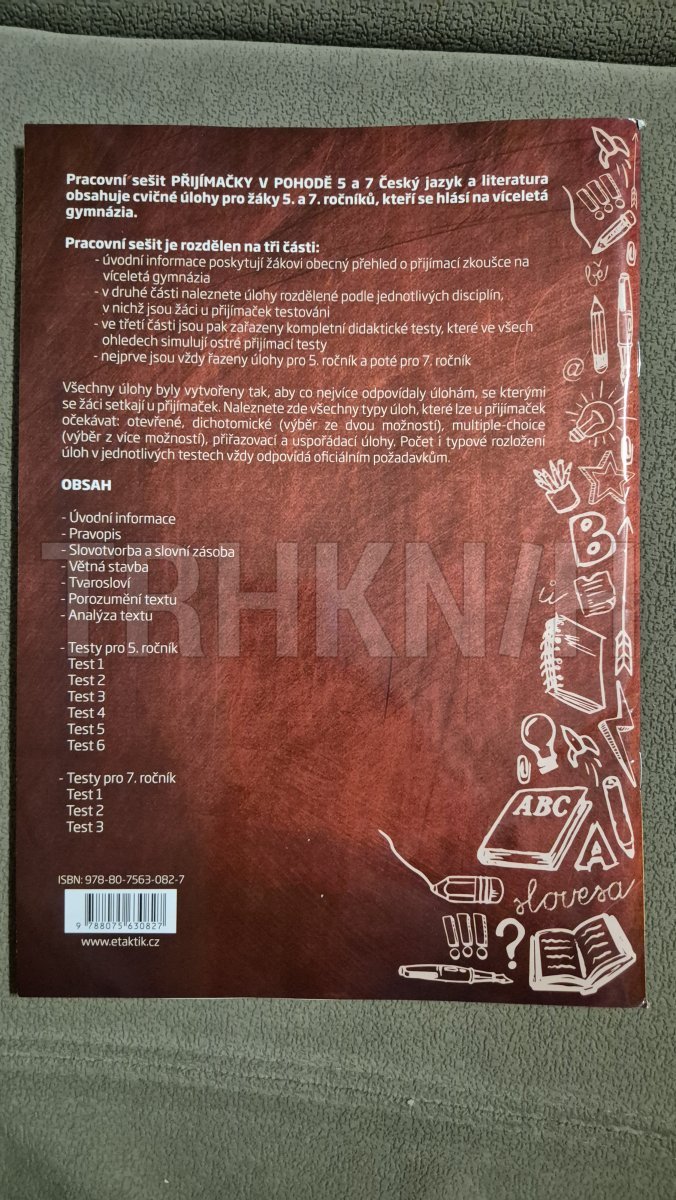 Pracovní sešit PŘIJÍMAČKY V POHODĚ 5 a 7 Český jazyk a literatura
obsahuje cvičné úlohy pro žáky 5. a 7. ročníků, kteří se hlásí na víceletá
gymnázia.
Pracovní sešit je rozdělen na tři části:
- úvodní informace poskytují žákovi obecný přehled o přijímací zkoušce na
víceletá gymnázia
- v druhé části naleznete úlohy rozdělené podle jednotlivých disciplín,
v nichž jsou žáci u přijímaček testováni
- ve třetí části jsou pak zařazeny kompletní didaktické testy, které ve všech
ohledech simulují ostré přijímací testy
- nejprve jsou vždy řazeny úlohy pro 5. ročník a poté pro 7. ročník
Všechny úlohy byly vytvořeny tak, aby co nejvíce odpovídaly úlohám, se kterými
se žáci setkají u přijímaček. Naleznete zde všechny typy úloh, které lze u přijímaček
očekávat: otevřené, dichotomické (výběr ze dvou možností), multiple-choice
(výběr z více možností), přiřazovací a uspořádací úlohy. Počet i typové rozložení
úloh v jednotlivých testech vždy odpovídá oficiálním požadavkům.
OBSAH
- Úvodní informace
- Pravopis
- Slovotvorba a slovní zásoba
- Větná stavba
- Tvarosloví
- Porozumění textu
- Analýza textu
- Testy pro 5. ročník
Test 1
Test 2
Test 3
Test 4
Test 5
Test 6
- Testy pro 7. ročník
Test 1
Test 2
Test 3
ISBN: 978-80-7563-082-7
9 788075 630827
www.etaktik.cz
!!!
bě
@
B
ú
ABC
A
slovesa
!!! ?
TRHKNIH